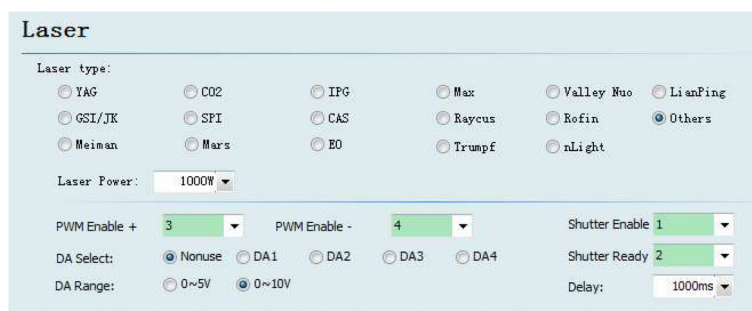 Laser
Laser type:
YAG CO2 IPG Max Valley Nuo LianPing
GSI/JK SPI CAS Raycus Rofin Others
Meiman Mars EO Trumpf nLight
Laser Power: 1000W
PWM Enable + 3 PWM Enable - 4 Shutter Enable 1
DA Select: Nonuse DA1 DA2 DA3 DA4 Shutter Ready 2
DA Range: 0~5V 0~10V Delay: 1000ms